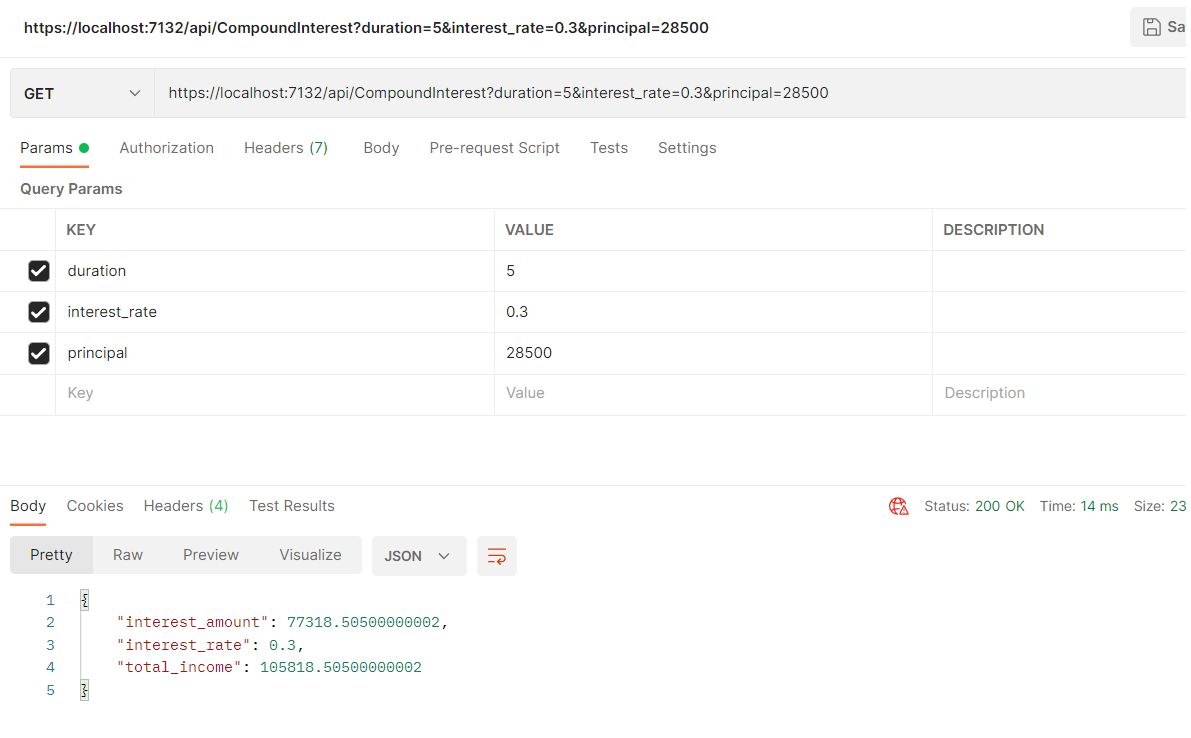 https://localhost:7132/api/CompoundInterest?duration=5&interest_rate=0.3&principal=28500
GET https://localhost:7132/api/CompoundInterest?duration=5&interest_rate=0.3&principal=28500
Params Authorization Headers (7) Body Pre-request Script Tests Settings
Query Params
KEY VALUE DESCRIPTION
duration 5
interest_rate 0.3
principal 28500
Key Value Description
Body Cookies Headers (4) Test Results Status: 200 OK Time: 14 ms Size: 23
Pretty Raw Preview Visualize JSON
1 {
2 "interest_amount": 77318.50500000002,
3 "interest_rate": 0.3,
4 "total_income": 105818.50500000002
5 }